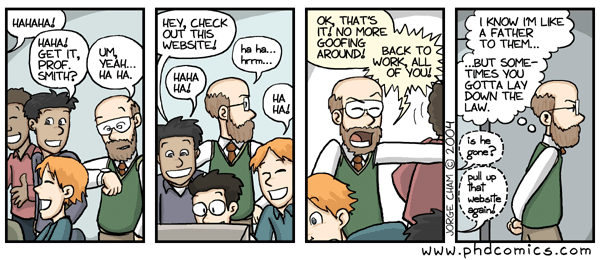 HAHAHA!
HAHA!
GET IT,
PROF.
SMITH?
UM,
YEAH...
HA HA.
HEY, CHECK
OUT THIS
WEBSITE!
ha ha...
hrrm...
HAHA
HA!
HA
HA!
OK, THAT'S
IT! NO MORE
GOOFING
AROUND!
BACK TO
WORK, ALL
OF YOU!
JORGE CHAM © 2004
I KNOW I'M LIKE
A FATHER
TO THEM...
...BUT SOME-
TIMES YOU
GOTTA LAY
DOWN THE
LAW.
is he
gone?
pull up
that
website
again!
www.phdcomics.com